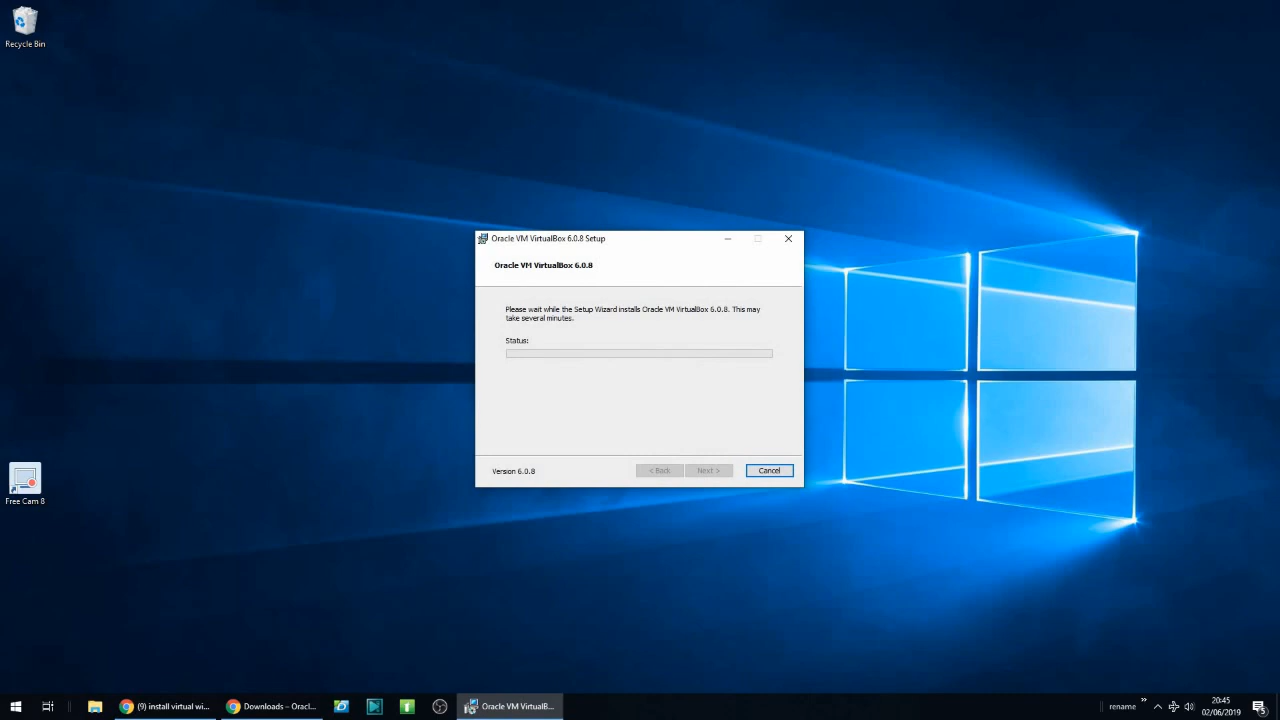 Recycle Bin
Oracle VM VirtualBox 6.0.8 Setup
Oracle VM VirtualBox 6.0.8
Please wait while the Setup Wizard installs Oracle VM VirtualBox 6.0.8. This may
take several minutes.
Status:
Version 6.0.8
< Back
Next >
Cancel
Free Cam 8
(9) install virtual wi...
Downloads – Oracl...
Oracle VM VirtualB...
rename
20:45
02/06/2019
5